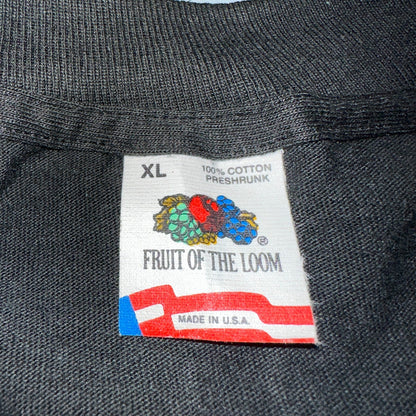 XL
100% COTTON
PRESHRUNK
®
FRUIT OF THE LOOM
MADE IN U.S.A.